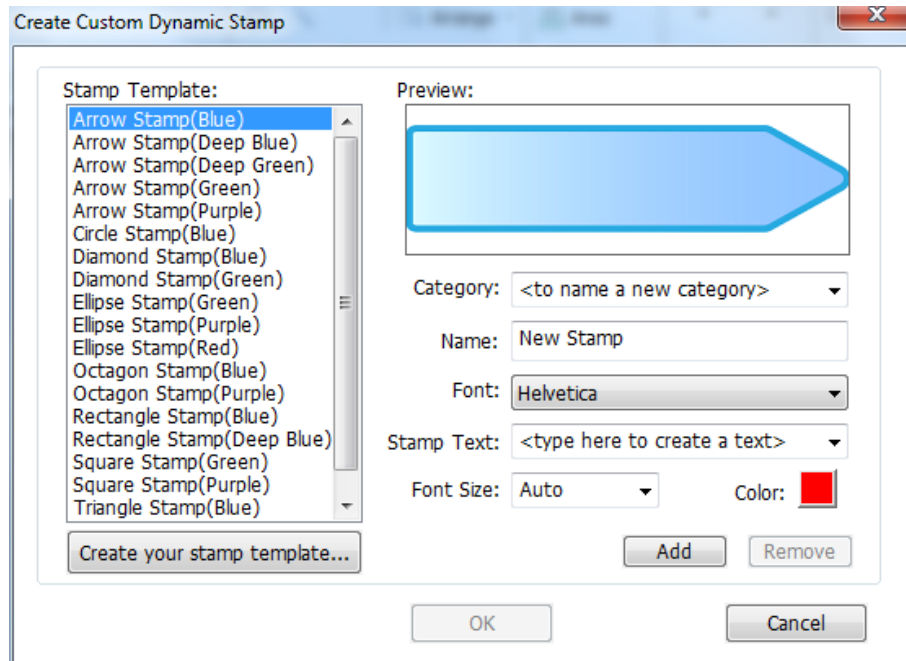 Create Custom Dynamic Stamp
Stamp Template:
Arrow Stamp(Blue)
Arrow Stamp(Deep Blue)
Arrow Stamp(Deep Green)
Arrow Stamp(Green)
Arrow Stamp(Purple)
Circle Stamp(Blue)
Diamond Stamp(Blue)
Diamond Stamp(Green)
Ellipse Stamp(Green)
Ellipse Stamp(Purple)
Ellipse Stamp(Red)
Octagon Stamp(Blue)
Octagon Stamp(Purple)
Rectangle Stamp(Blue)
Rectangle Stamp(Deep Blue)
Square Stamp(Green)
Square Stamp(Purple)
Triangle Stamp(Blue)
Create your stamp template...
Preview:
Category: <to name a new category>
Name: New Stamp
Font: Helvetica
Stamp Text: <type here to create a text>
Font Size: Auto Color:
Add Remove
OK Cancel